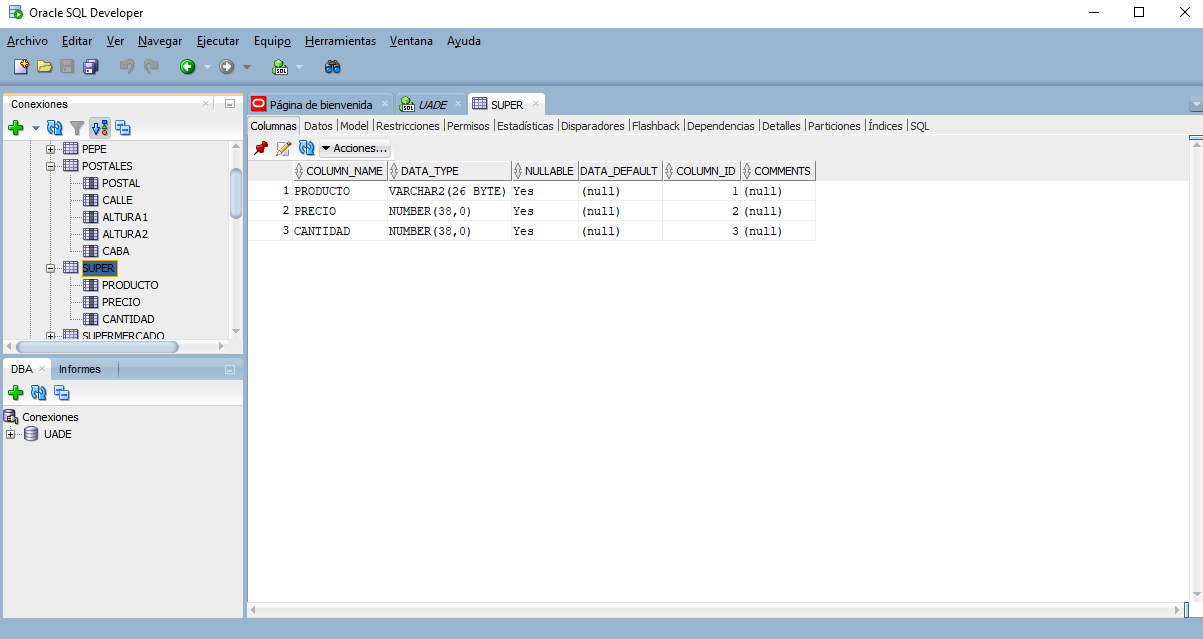 Oracle SQL Developer
Archivo Editar Ver Navegar Ejecutar Equipo Herramientas Ventana Ayuda
Conexiones
PEPE
POSTALES
POSTAL
CALLE
ALTURA1
ALTURA2
CABA
SUPER
PRODUCTO
PRECIO
CANTIDAD
SUPERMERCADO
DBA Informes
Conexiones
UADE
Página de bienvenida UADE SUPER
Columnas Datos Model Restricciones Permisos Estadísticas Disparadores Flashback Dependencias Detalles Particiones Índices SQL
Acciones...
COLUMN_NAME DATA_TYPE NULLABLE DATA_DEFAULT COLUMN_ID COMMENTS
1 PRODUCTO VARCHAR2(26 BYTE) Yes (null) 1 (null)
2 PRECIO NUMBER(38,0) Yes (null) 2 (null)
3 CANTIDAD NUMBER(38,0) Yes (null) 3 (null)